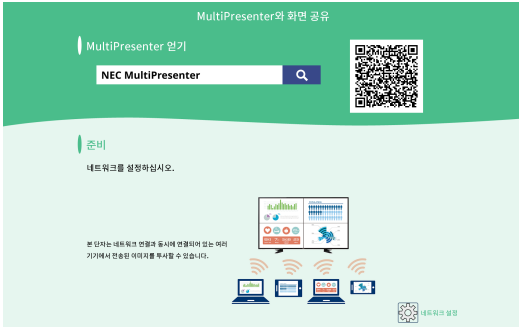 MultiPresenter와 화면 공유
MultiPresenter 얻기
NEC MultiPresenter
준비
네트워크를 설정하십시오.
본 단자는 네트워크 연결과 동시에 연결되어 있는 여러
기기에서 전송된 이미지를 투사할 수 있습니다.
네트워크 설정